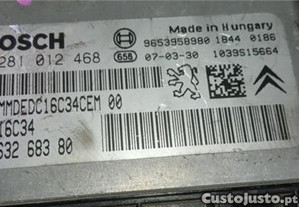 BOSCH
Made in Hungary
281 012 468
9653958980 1844 0186
658 07-03-30 1039S15664
MMDEDC16C34CEM 00
16C34
632 683 80
CustoJusto.pt